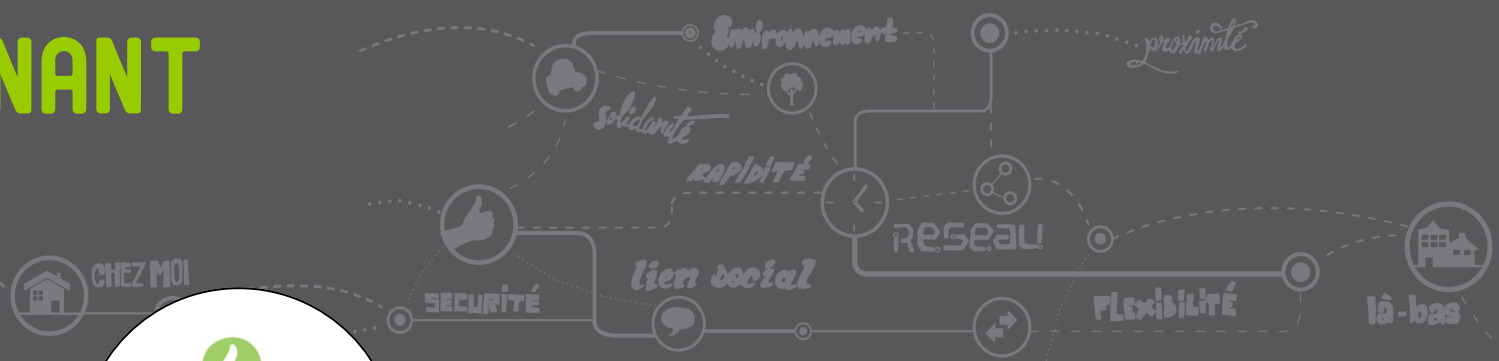 NANT
Environnement
proximité
solidarité
RAPIDITÉ
RESEAU
CHEZ MOI
lien social
SECURITÉ
FLEXIBILITÉ
là-bas